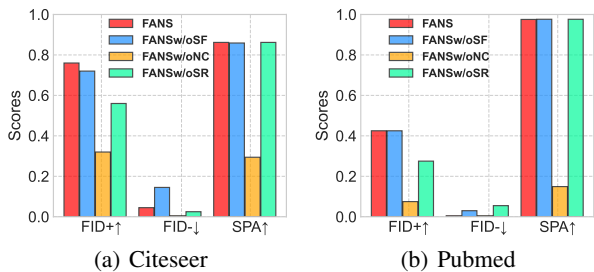 Scores
1.0
0.8
0.6
0.4
0.2
0.0
FANS
FANSw/oSF
FANSw/oNC
FANSw/oSR
FID+↑
FID-↓
SPA↑
(a) Citeseer
Scores
1.0
0.8
0.6
0.4
0.2
0.0
FANS
FANSw/oSF
FANSw/oNC
FANSw/oSR
FID+↑
FID-↓
SPA↑
(b) Pubmed